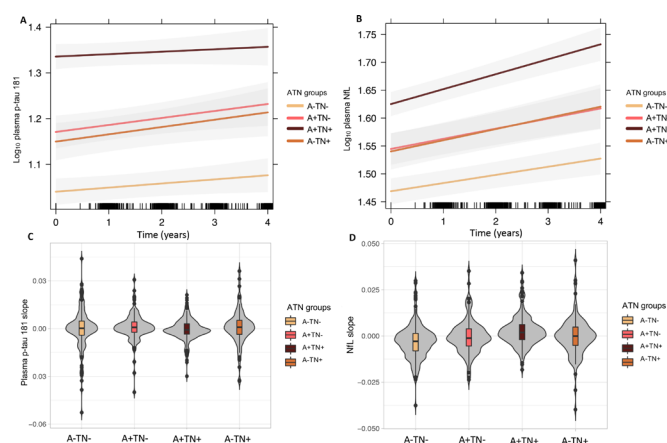 A
Log₁₀ plasma p-tau 181
1.4
1.3
1.2
1.1
0
1
2
3
4
Time (years)
ATN groups
A-TN-
A+TN-
A+TN+
A-TN+
B
Log₁₀ plasma NfL
1.75
1.70
1.65
1.60
1.55
1.50
1.45
0
1
2
3
4
Time (years)
ATN groups
A-TN-
A+TN-
A+TN+
A-TN+
C
Plasma p-tau 181 slope
0.03
0.00
0.03
-0.06
A-TN-
A+TN-
A+TN+
A-TN+
ATN groups
A-TN-
A+TN-
A+TN+
A-TN+
D
NfL slope
0.050
0.025
0.000
-0.025
-0.050
A-TN-
A+TN-
A+TN+
A-TN+
ATN groups
A-TN-
A+TN-
A+TN+
A-TN+